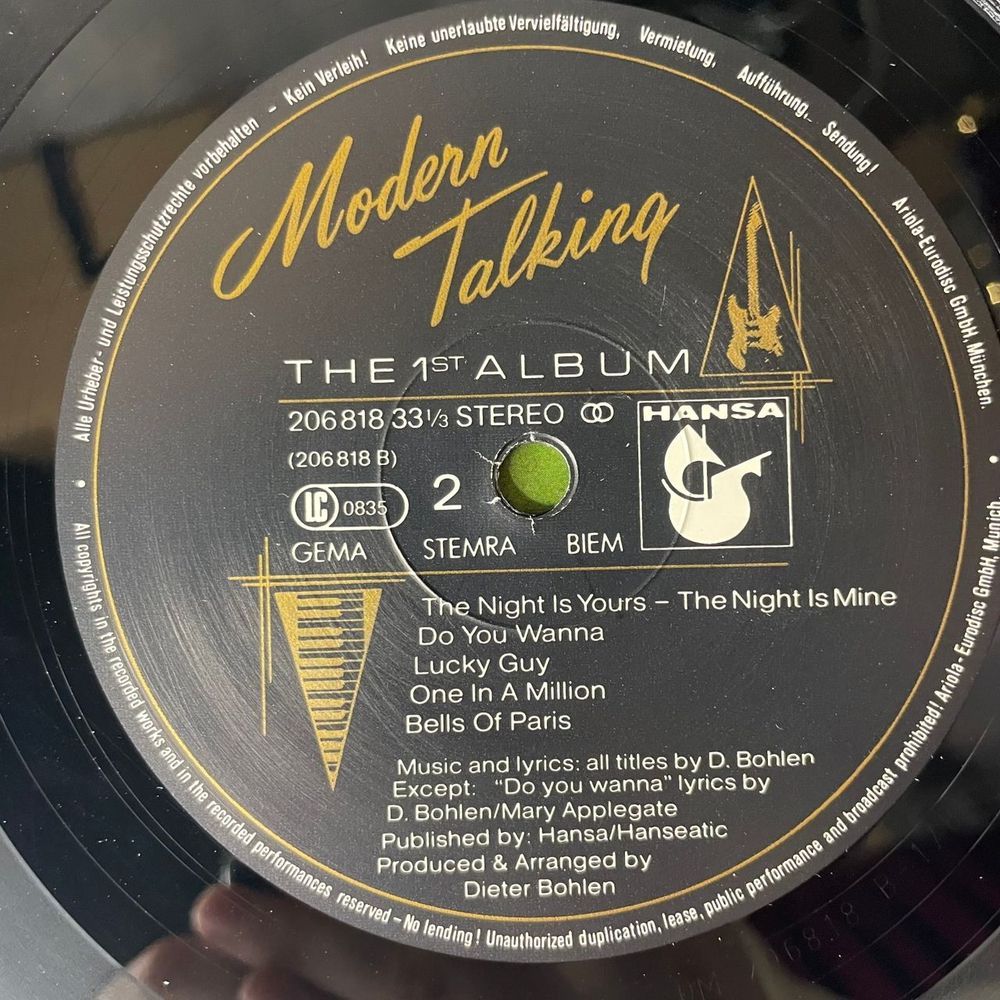 Alle Urheber- und Leistungsschutzrechte vorbehalten - Kein Verleih! Keine unerlaubte Vervielfältigung, Vermietung, Aufführung, Sendung!
Ariola-Eurodisc GmbH, München.
Modern
Talking
THE 1ST ALBUM
206 818 33 1/3 STEREO
HANSA
(206 818 B)
LC 0835
2
GEMA STEMRA BIEM
The Night Is Yours – The Night Is Mine
Do You Wanna
Lucky Guy
One In A Million
Bells Of Paris
Music and lyrics: all titles by D. Bohlen
Except: "Do you wanna" lyrics by
D. Bohlen/Mary Applegate
Published by: Hansa/Hanseatic
Produced & Arranged by
Dieter Bohlen
All copyrights in the recorded works and in the recorded performances reserved – No lending! Unauthorized duplication, lease, public performance and broadcast prohibited! Ariola-Eurodisc GmbH, Munich